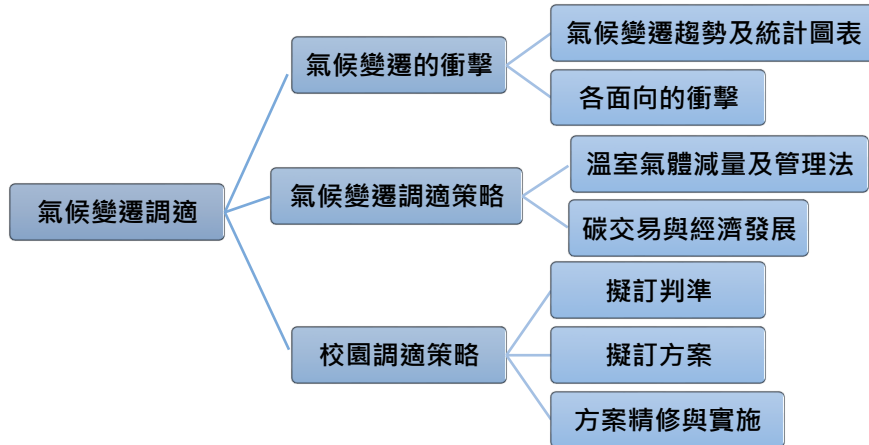 氣候變遷調適
氣候變遷的衝擊
氣候變遷趨勢及統計圖表
各面向的衝擊
氣候變遷調適策略
溫室氣體減量及管理法
碳交易與經濟發展
校園調適策略
擬訂判準
擬訂方案
方案精修與實施